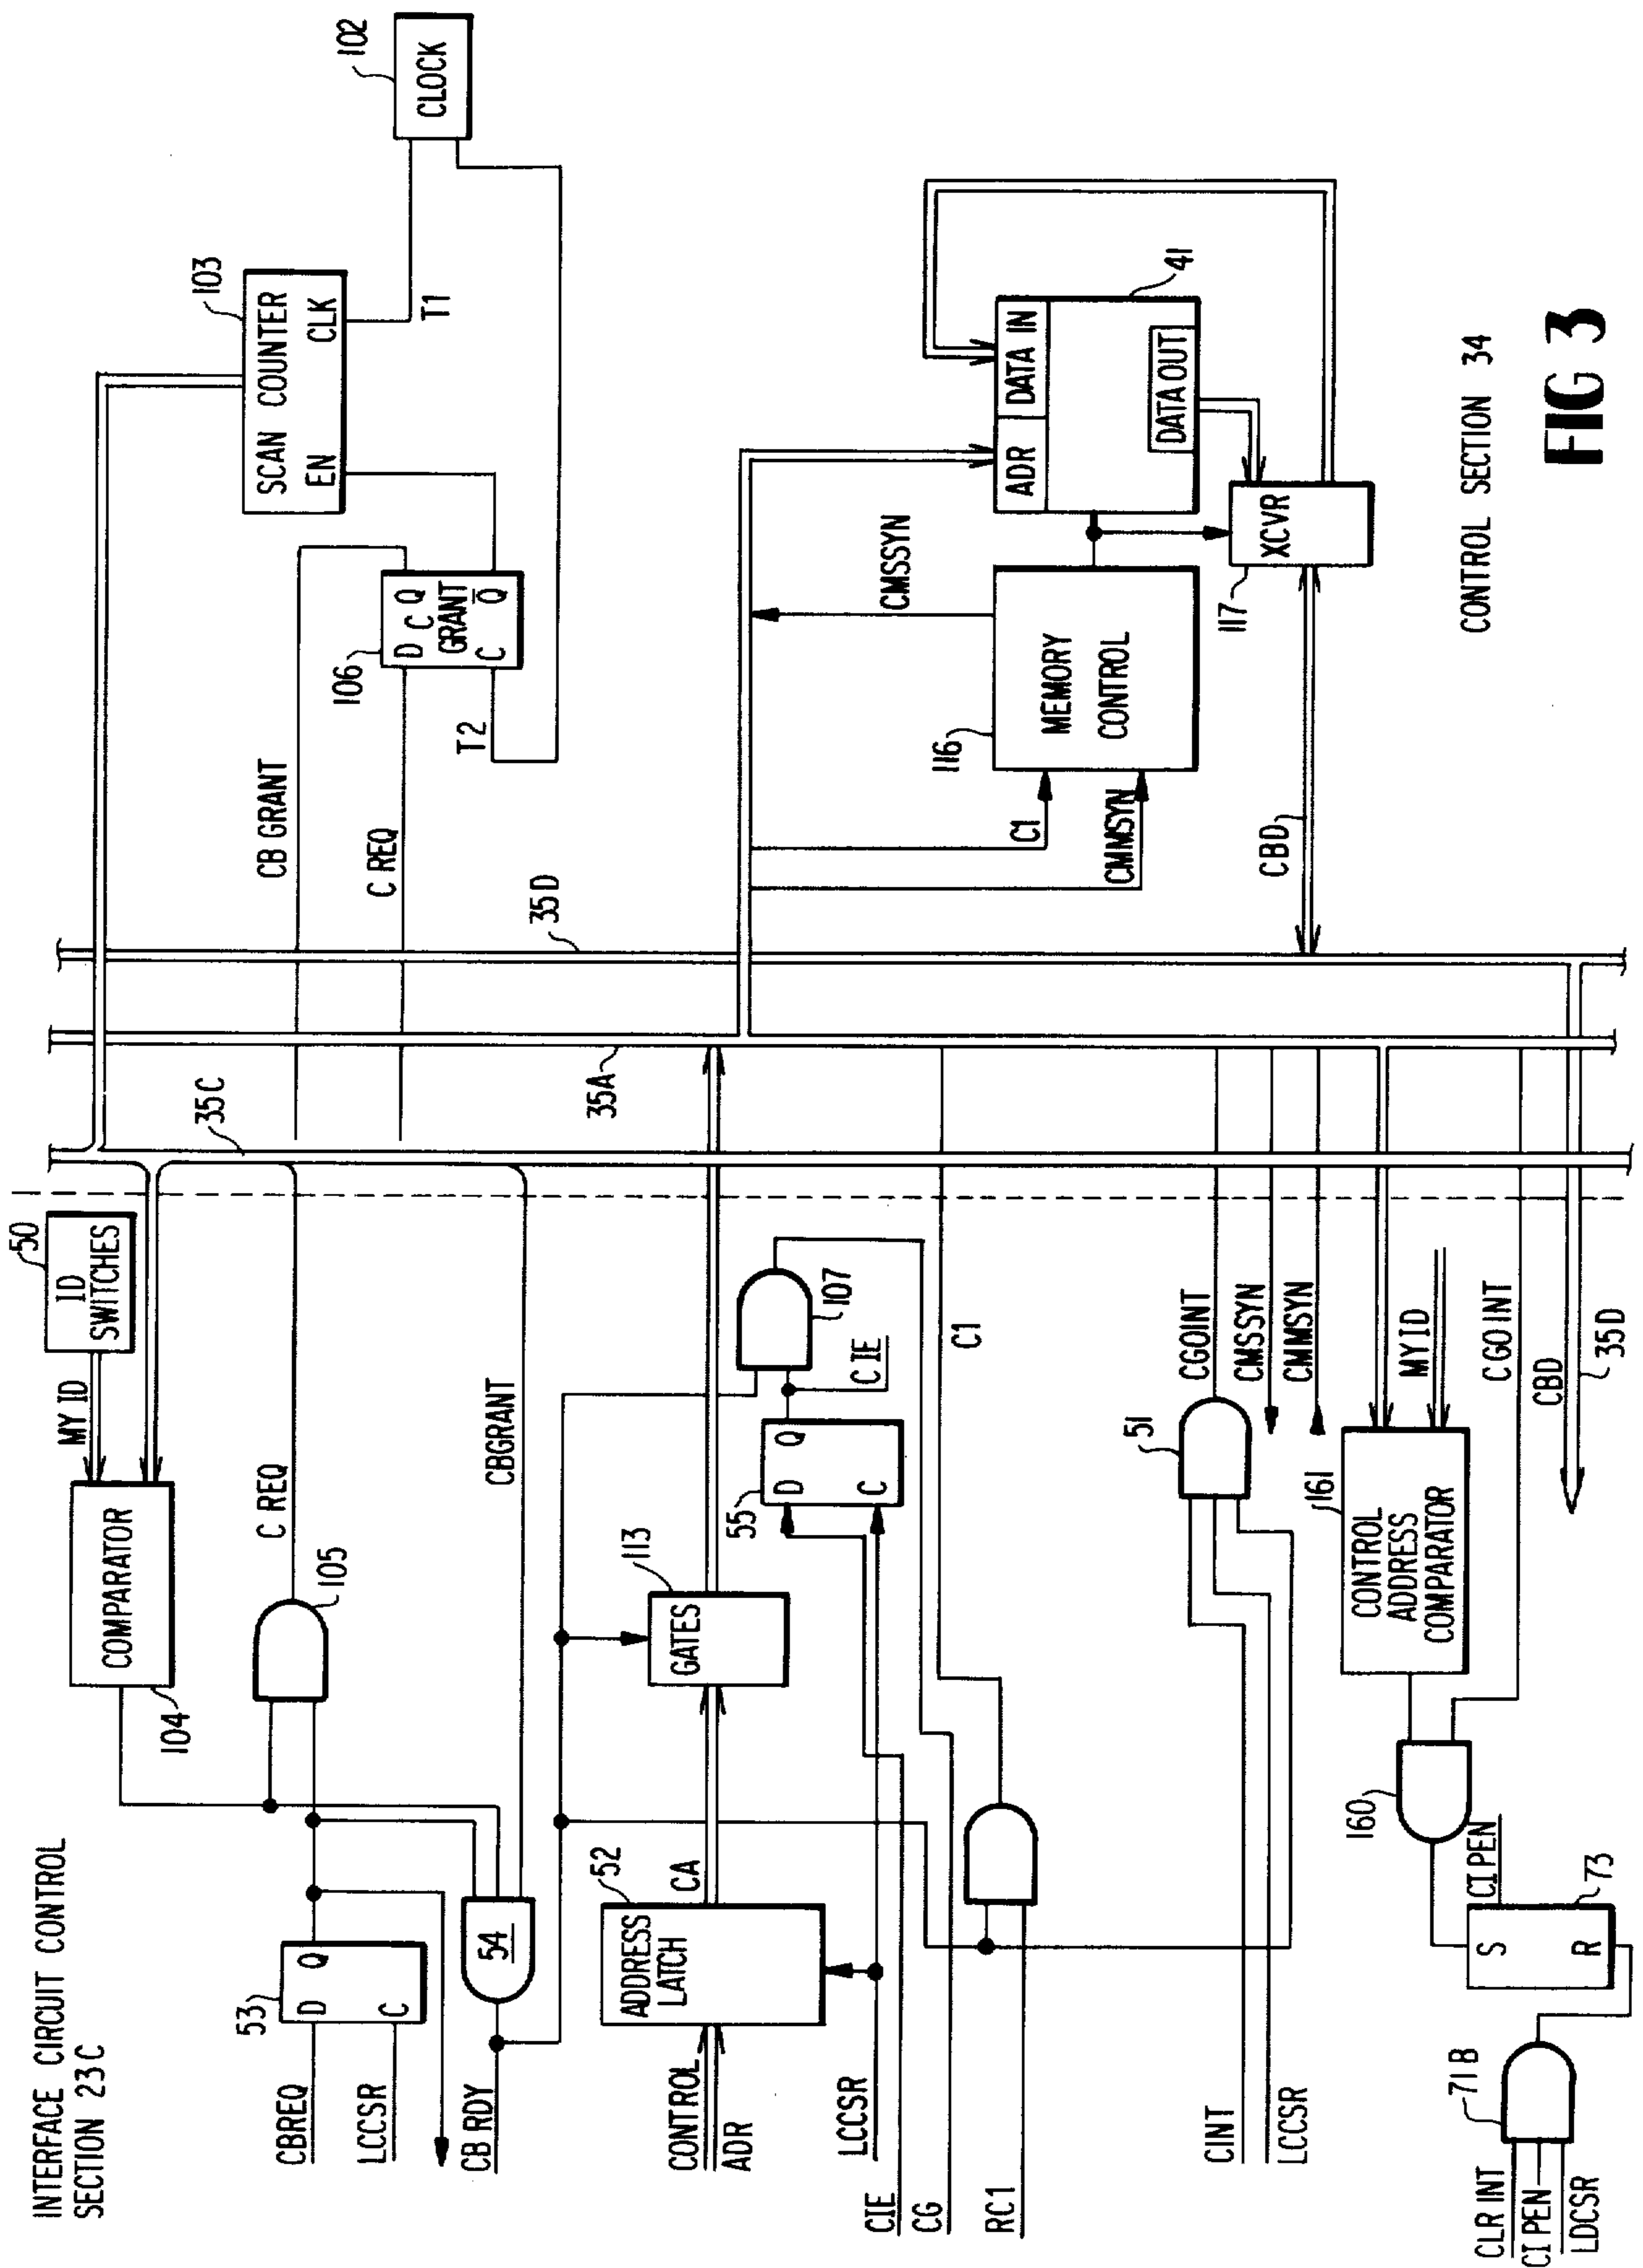 INTERFACE CIRCUIT CONTROL
SECTION 23C
50
ID
SWITCHES
MY ID
COMPARATOR
104
35C
C REQ
105
53
D Q
C
CBREQ
LCCSR
54
CB RDY
CBGRANT
CONTROL
ADR
52
ADDRESS
LATCH
CA
113
GATES
LCCSR
55
D Q
C
C IE
107
CIE
CG
RC1
C1
CINT
LCCSR
51
CGOINT
CMSSYN
CMMSYN
161
CONTROL
ADDRESS
COMPARATOR
MYID
CGOINT
CBD
35D
160
CI PEN
73
S
R
71B
CLR INT
CI PEN
LDCSR
35A
35D
CB GRANT
C REQ
T2
106
D C Q
GRANT
C Q
103
SCAN COUNTER
EN CLK
T1
102
CLOCK
C1
CMMSYN
116
MEMORY
CONTROL
CMSSYN
ADR DATA IN
DATA OUT
41
CBD
117
XCVR
CONTROL SECTION 34
FIG 3